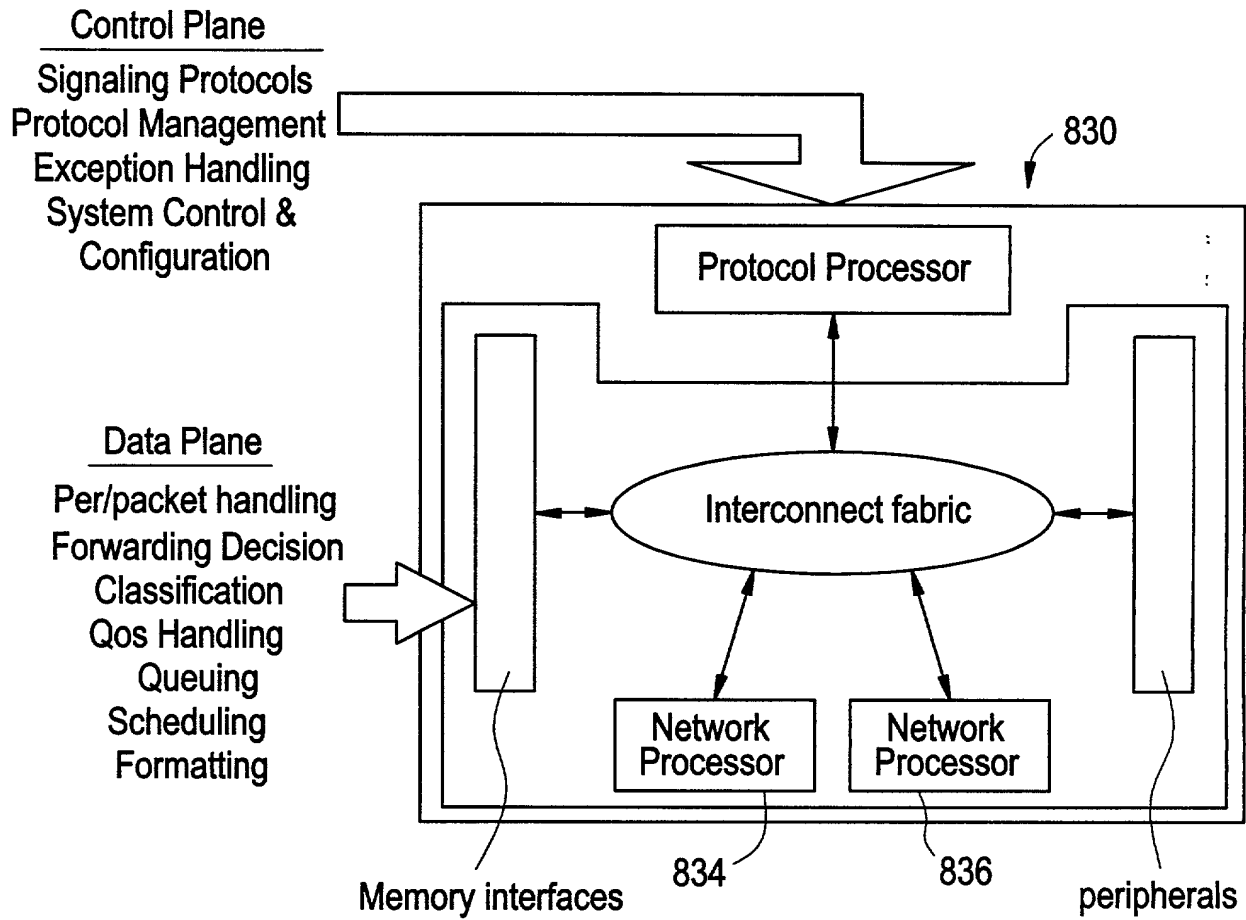 Control Plane
Signaling Protocols
Protocol Management
Exception Handling
System Control &
Configuration
830
Protocol Processor
Data Plane
Per/packet handling
Forwarding Decision
Classification
Qos Handling
Queuing
Scheduling
Formatting
Interconnect fabric
Network
Processor
Network
Processor
834
836
Memory interfaces
peripherals